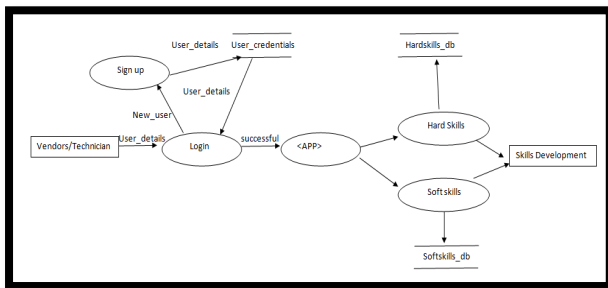 User_details
User_credentials
Hardskills_db
Sign up
User_details
New_user
Hard Skills
Vendors/Technician
User_details
Login
successful
<APP>
Skills Development
Soft skills
Softskills_db